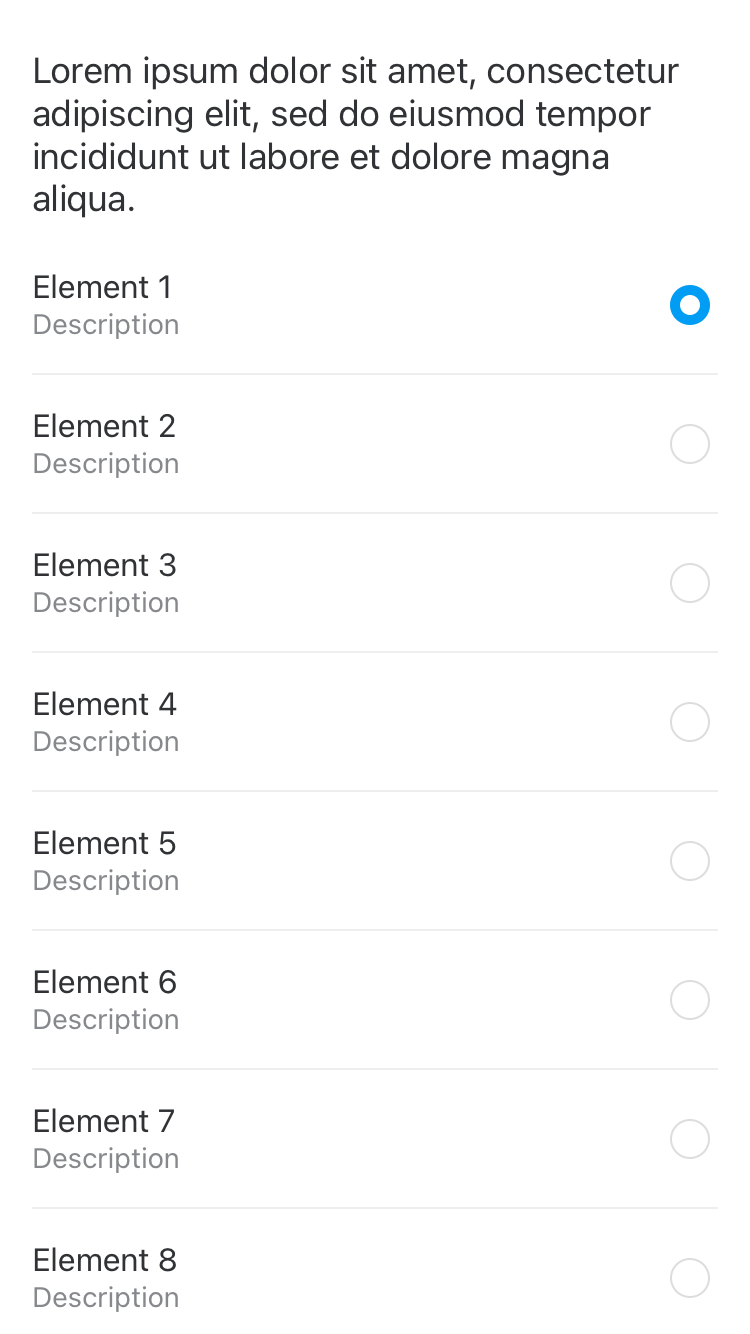 Lorem ipsum dolor sit amet, consectetur
adipiscing elit, sed do eiusmod tempor
incididunt ut labore et dolore magna
aliqua.
Element 1
Description
Element 2
Description
Element 3
Description
Element 4
Description
Element 5
Description
Element 6
Description
Element 7
Description
Element 8
Description